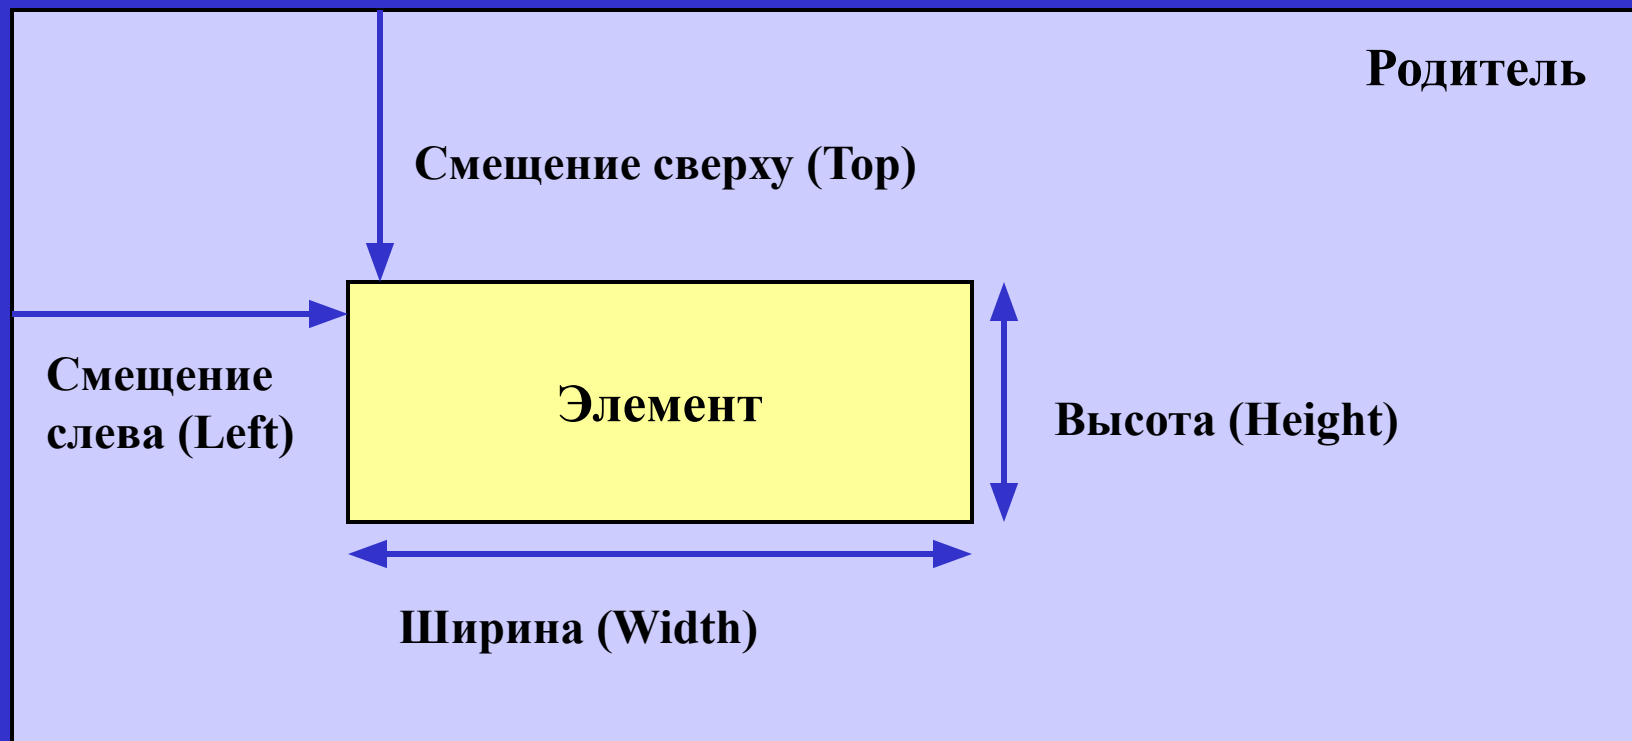 Родитель
Смещение сверху (Top)
Смещение
слева (Left)
Элемент
Высота (Height)
Ширина (Width)